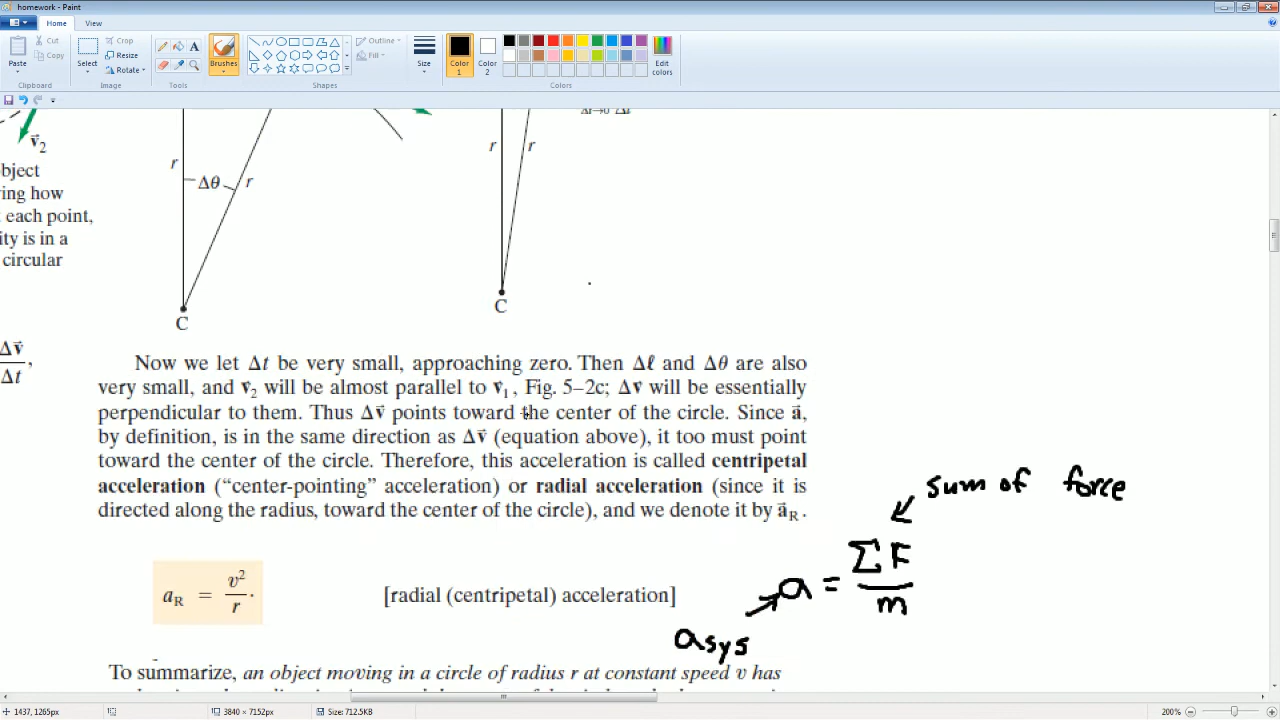 homework - Paint
Home View
Paste
Cut
Copy
Clipboard
Select
Crop
Resize
Rotate
Image
A
Tools
Brushes
Outline
Fill
Shapes
Size
Color 1
Color 2
Edit colors
Colors
v⃗2
bject
ving how
each point,
ity is in a
circular
r
Δθ
r
C
r
r
C
Δv⃗
Δt
Now we let Δt be very small, approaching zero. Then Δℓ and Δθ are also
very small, and v⃗2 will be almost parallel to v⃗1, Fig. 5–2c; Δv⃗ will be essentially
perpendicular to them. Thus Δv⃗ points toward the center of the circle. Since a⃗,
by definition, is in the same direction as Δv⃗ (equation above), it too must point
toward the center of the circle. Therefore, this acceleration is called centripetal
acceleration (“center-pointing” acceleration) or radial acceleration (since it is
directed along the radius, toward the center of the circle), and we denote it by a⃗R.
aR = v²/r. [radial (centripetal) acceleration]
sum of force
a = ΣF/m
asys
To summarize, an object moving in a circle of radius r at constant speed v has
1437, 1265px
3840 × 7152px
Size: 712.5KB
200%